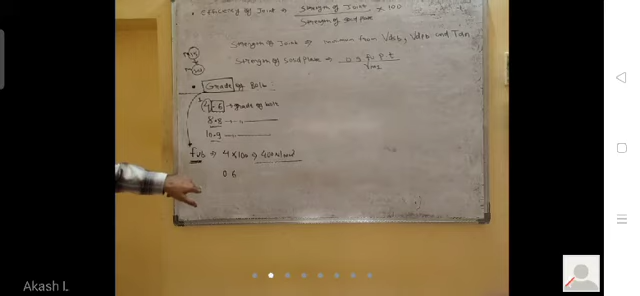 • Efficiency of Joint ⇒ Strength of Joint × 100
Strength of Solid plate
Strength of Joint ⇒ minimum from Vdsb, Vdpb and Tdn
Strength of Solid plate ⇒ 0.9 fu p t
γm2
• Grade of Bolt :
4.6 → grade of bolt
8.8 →
10.9
fub ⇒ 4 × 100 ⇒ 400 N/mm²
0 6
Akash L